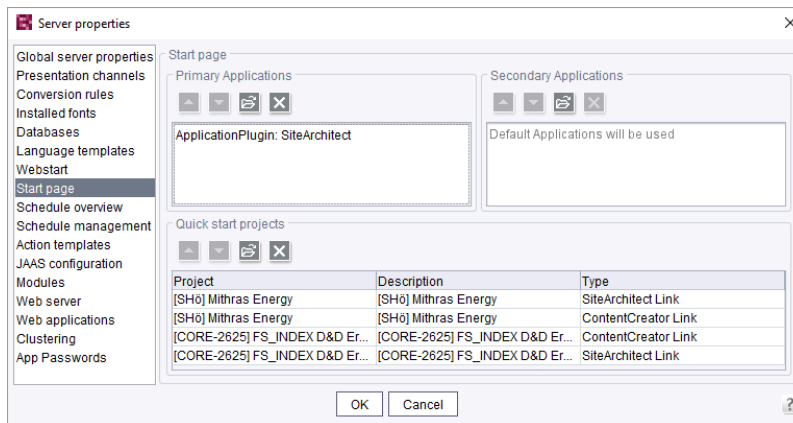 Server properties
Global server properties
Presentation channels
Conversion rules
Installed fonts
Databases
Language templates
Webstart
Start page
Schedule overview
Schedule management
Action templates
JAAS configuration
Modules
Web server
Web applications
Clustering
App Passwords
Start page
Primary Applications
ApplicationPlugin: SiteArchitect
Secondary Applications
Default Applications will be used
Quick start projects
Project Description Type
[SHö] Mithras Energy [SHö] Mithras Energy SiteArchitect Link
[SHö] Mithras Energy [SHö] Mithras Energy ContentCreator Link
[CORE-2625] FS_INDEX D&D Er... [CORE-2625] FS_INDEX D&D Er... ContentCreator Link
[CORE-2625] FS_INDEX D&D Er... [CORE-2625] FS_INDEX D&D Er... SiteArchitect Link
OK Cancel
?